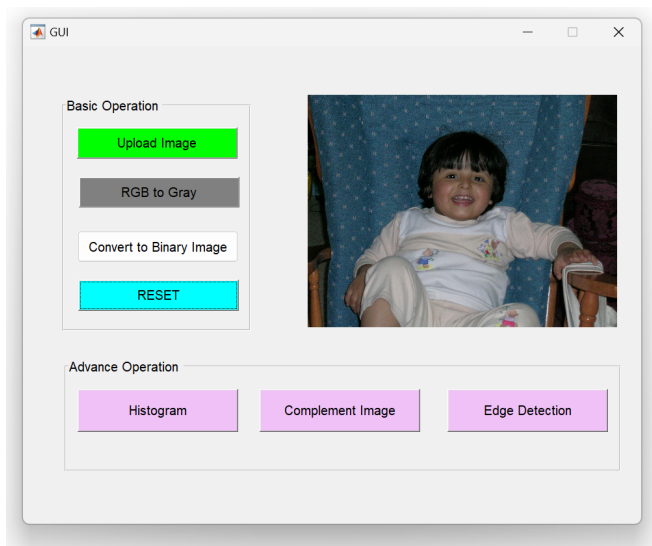 GUI
Basic Operation
Upload Image
RGB to Gray
Convert to Binary Image
RESET
Advance Operation
Histogram
Complement Image
Edge Detection